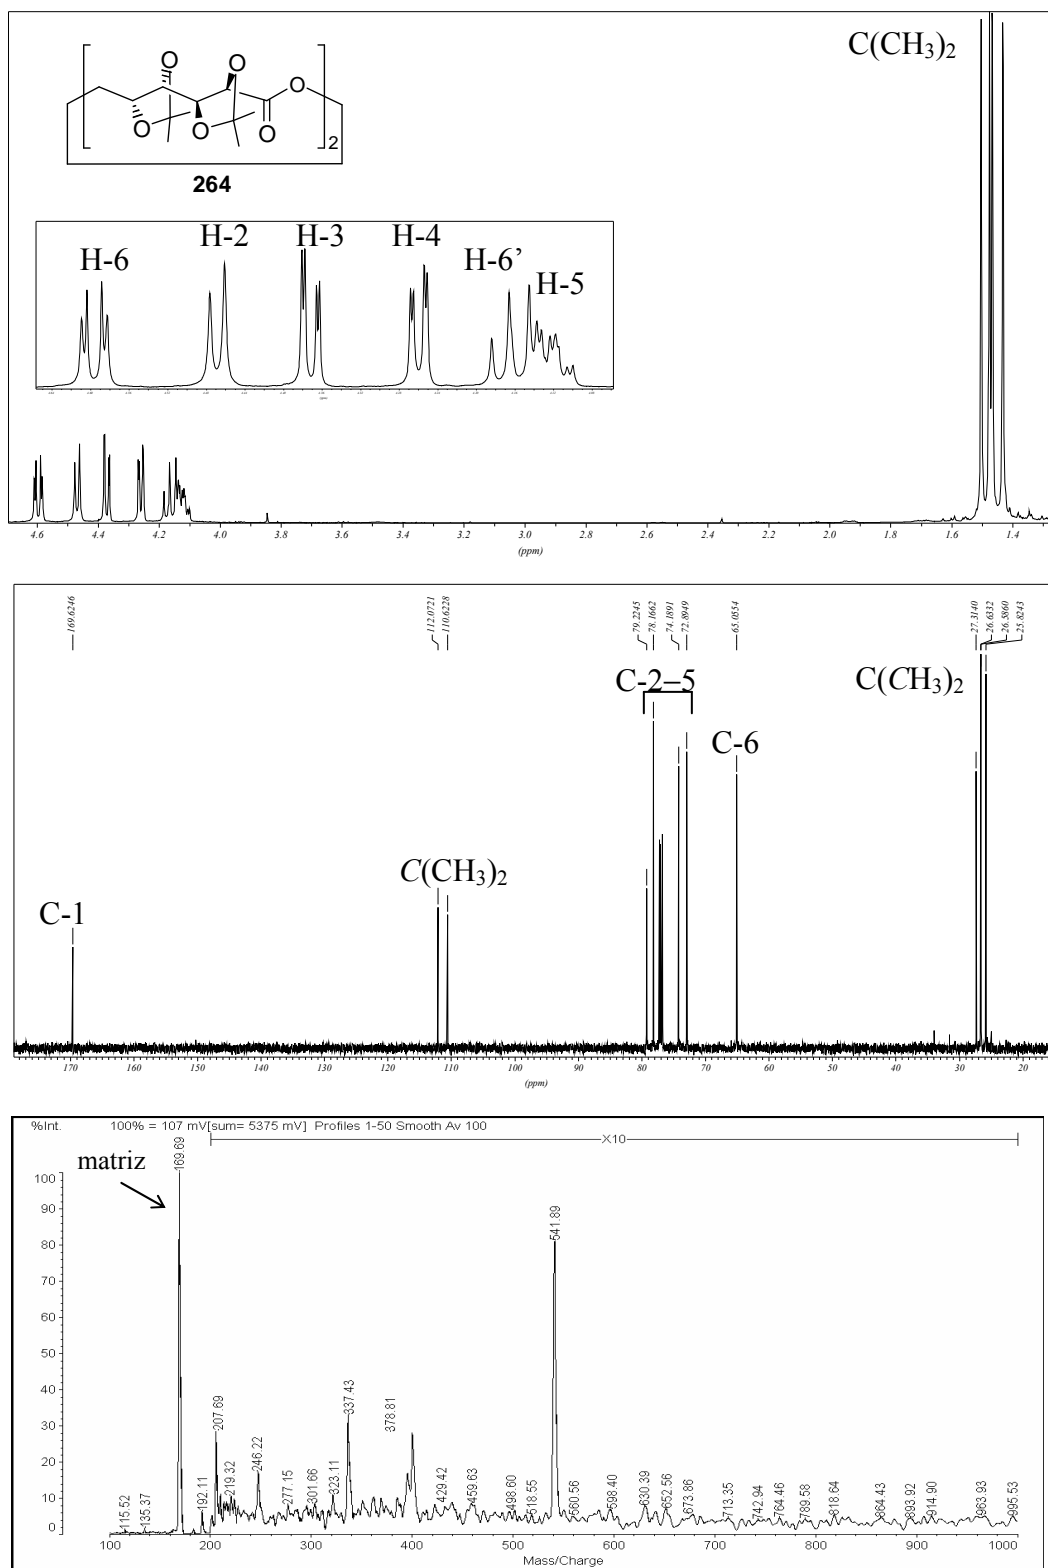 C(CH3)2
O
O
O
O
O
O
2
264
H-6
H-2
H-3
H-4
H-6’
H-5
4.6 4.4 4.2 4.0 3.8 3.6 3.4 3.2 3.0 2.8 2.6 2.4 2.2 2.0 1.8 1.6 1.4
(ppm)
169.6246
112.0721
110.6228
79.2245
78.1662
74.1891
72.8949
65.0554
27.3140
26.6332
26.5860
25.8243
C-2–5
C(CH3)2
C-6
C(CH3)2
C-1
170 160 150 140 130 120 110 100 90 80 70 60 50 40 30 20
(ppm)
%Int. 100% = 107 mV[sum= 5375 mV] Profiles 1-50 Smooth Av 100
X10
matriz
100
90
80
70
60
50
40
30
20
10
0
115.52
135.37
169.69
192.11
207.69
219.32
246.22
277.15
301.66
323.11
337.43
378.81
429.42
459.63
498.60
518.55
541.89
560.56
598.40
630.39
652.56
673.86
713.35
742.94
764.46
789.58
818.64
864.43
893.92
914.90
963.93
995.53
100 200 300 400 500 600 700 800 900 1000
Mass/Charge